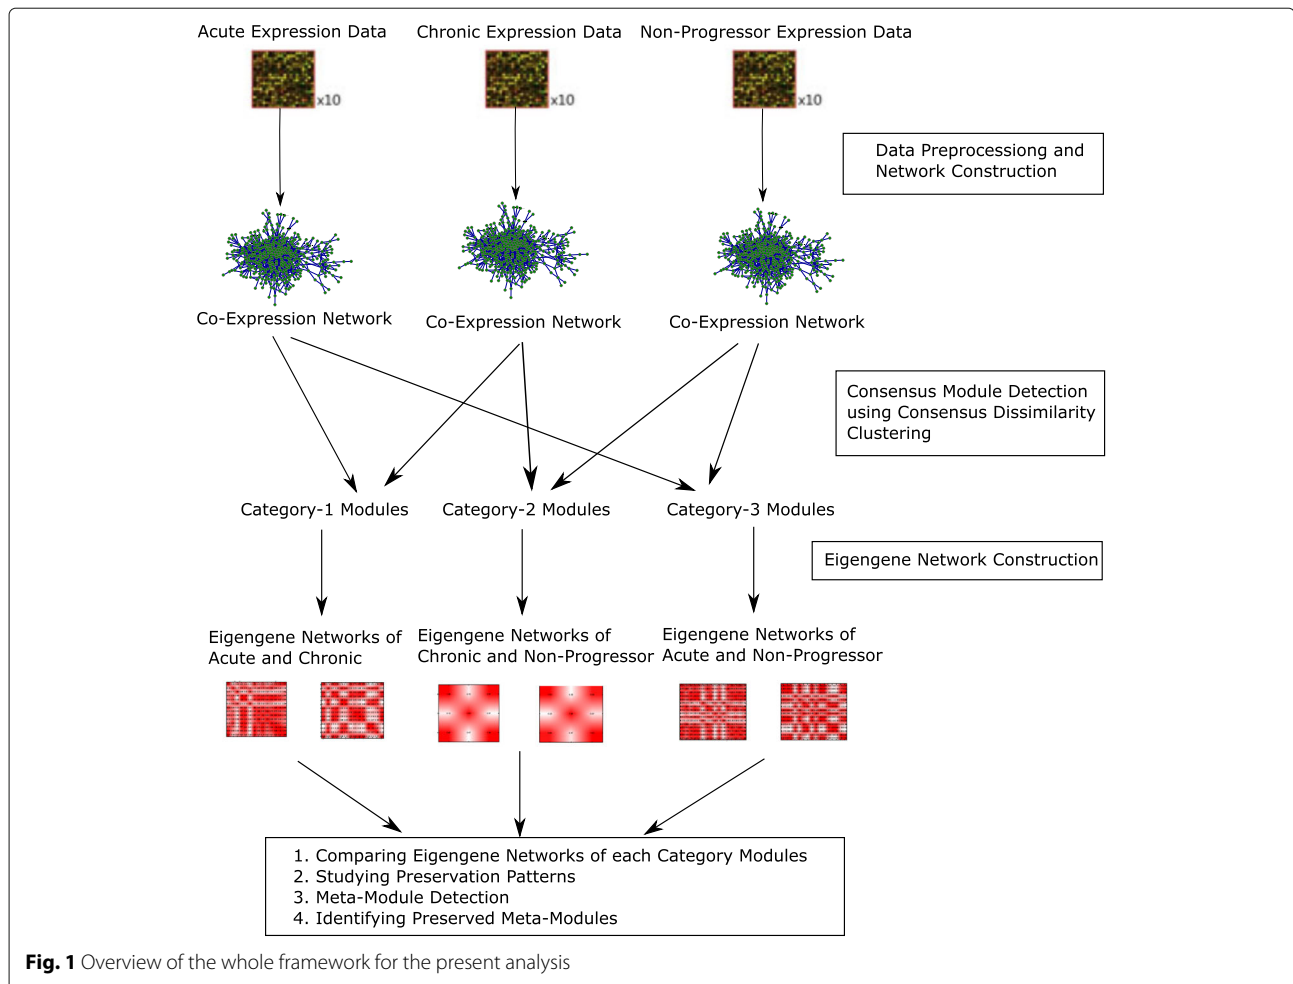 Acute Expression Data
Chronic Expression Data
Non-Progressor Expression Data
x10
x10
x10
Data Preprocessiong and
Network Construction
Co-Expression Network
Co-Expression Network
Co-Expression Network
Consensus Module Detection
using Consensus Dissimilarity
Clustering
Category-1 Modules
Category-2 Modules
Category-3 Modules
Eigengene Network Construction
Eigengene Networks of
Acute and Chronic
Eigengene Networks of
Chronic and Non-Progressor
Eigengene Networks of
Acute and Non-Progressor
1. Comparing Eigengene Networks of each Category Modules
2. Studying Preservation Patterns
3. Meta-Module Detection
4. Identifying Preserved Meta-Modules
Fig. 1 Overview of the whole framework for the present analysis